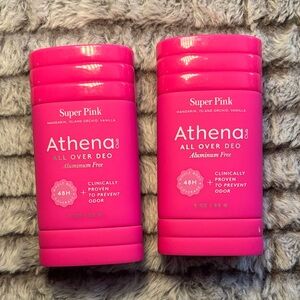 Super Pink
MANDARIN, ISLAND ORCHID, VANILLA
Athena Club
ALL OVER DEO
Aluminum Free
48H
+
CLINICALLY
PROVEN
TO PREVENT
ODOR
Super Pink
MANDARIN, ISLAND ORCHID, VANILLA
Athena Club
ALL OVER DEO
Aluminum Free
48H
+
CLINICALLY
PROVEN
TO PREVENT
ODOR